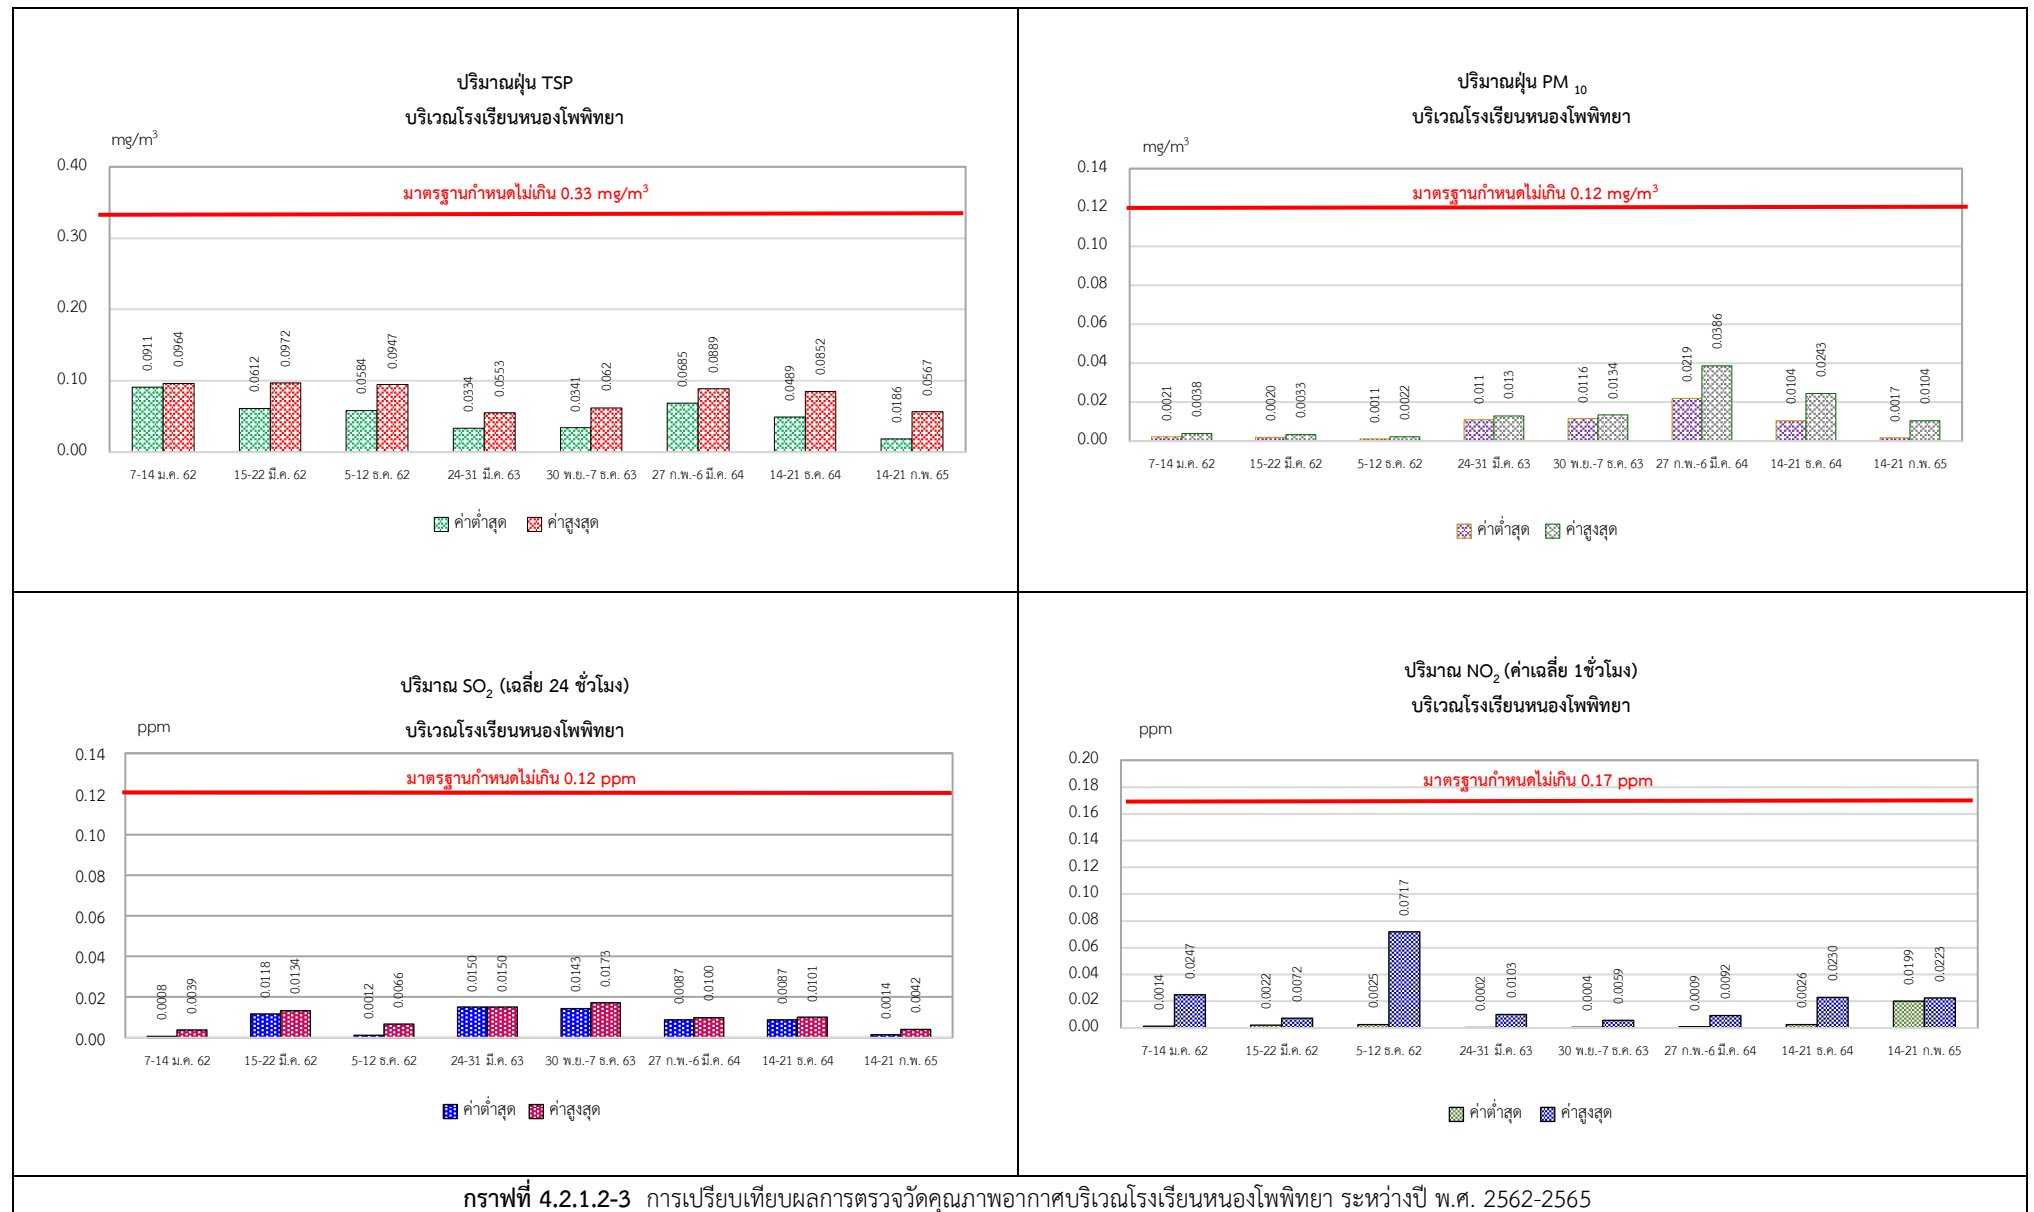 ปริมาณฝุ่น TSP
บริเวณโรงเรียนหนองโพพิทยา
mg/m³
0.40
มาตรฐานกำหนดไม่เกิน 0.33 mg/m³
0.30
0.20
0.10
0.00
0.0911 0.0964 0.0612 0.0972 0.0584 0.0947 0.0334 0.0553 0.0341 0.062 0.0685 0.0889 0.0489 0.0852 0.0186 0.0567
7-14 ม.ค. 62 15-22 มี.ค. 62 5-12 ธ.ค. 62 24-31 มี.ค. 63 30 พ.ย.-7 ธ.ค. 63 27 ก.พ.-6 มี.ค. 64 14-21 ธ.ค. 64 14-21 ก.พ. 65
ค่าต่ำสุด ค่าสูงสุด
ปริมาณฝุ่น PM ₁₀
บริเวณโรงเรียนหนองโพพิทยา
mg/m³
0.14
มาตรฐานกำหนดไม่เกิน 0.12 mg/m³
0.12
0.10
0.08
0.06
0.04
0.02
0.00
0.0021 0.0038 0.0020 0.0033 0.0011 0.0022 0.011 0.013 0.0116 0.0134 0.0219 0.0386 0.0104 0.0243 0.0017 0.0104
7-14 ม.ค. 62 15-22 มี.ค. 62 5-12 ธ.ค. 62 24-31 มี.ค. 63 30 พ.ย.-7 ธ.ค. 63 27 ก.พ.-6 มี.ค. 64 14-21 ธ.ค. 64 14-21 ก.พ. 65
ค่าต่ำสุด ค่าสูงสุด
ปริมาณ SO₂ (เฉลี่ย 24 ชั่วโมง)
บริเวณโรงเรียนหนองโพพิทยา
ppm
0.14
มาตรฐานกำหนดไม่เกิน 0.12 ppm
0.12
0.10
0.08
0.06
0.04
0.02
0.00
0.0008 0.0039 0.0118 0.0134 0.0012 0.0066 0.0150 0.0150 0.0143 0.0173 0.0087 0.0100 0.0087 0.0101 0.0014 0.0042
7-14 ม.ค. 62 15-22 มี.ค. 62 5-12 ธ.ค. 62 24-31 มี.ค. 63 30 พ.ย.-7 ธ.ค. 63 27 ก.พ.-6 มี.ค. 64 14-21 ธ.ค. 64 14-21 ก.พ. 65
ค่าต่ำสุด ค่าสูงสุด
ปริมาณ NO₂ (ค่าเฉลี่ย 1ชั่วโมง)
บริเวณโรงเรียนหนองโพพิทยา
ppm
0.20
0.18
มาตรฐานกำหนดไม่เกิน 0.17 ppm
0.16
0.14
0.12
0.10
0.08
0.06
0.04
0.02
0.00
0.0014 0.0247 0.0022 0.0072 0.0025 0.0717 0.0002 0.0103 0.0004 0.0059 0.0009 0.0092 0.0026 0.0230 0.0199 0.0223
7-14 ม.ค. 62 15-22 มี.ค. 62 5-12 ธ.ค. 62 24-31 มี.ค. 63 30 พ.ย.-7 ธ.ค. 63 27 ก.พ.-6 มี.ค. 64 14-21 ธ.ค. 64 14-21 ก.พ. 65
ค่าต่ำสุด ค่าสูงสุด
กราฟที่ 4.2.1.2-3 การเปรียบเทียบผลการตรวจวัดคุณภาพอากาศบริเวณโรงเรียนหนองโพพิทยา ระหว่างปี พ.ศ. 2562-2565